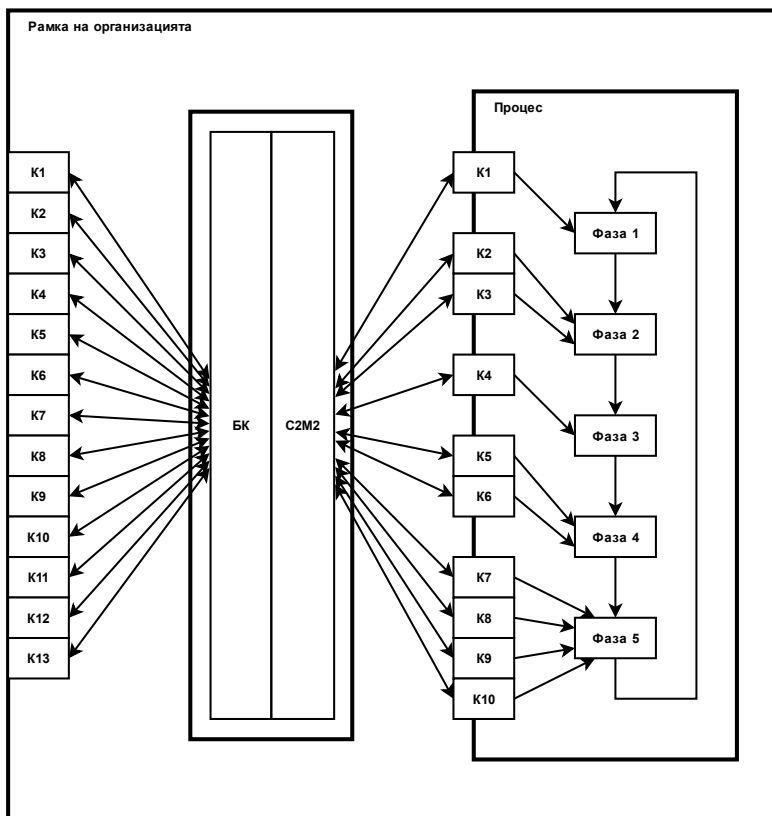 Рамка на организацията
Процес
К1
К2
К3
К4
К5
К6
К7
К8
К9
К10
К11
К12
К13
БК
С2М2
К1
К2
К3
К4
К5
К6
К7
К8
К9
К10
Фаза 1
Фаза 2
Фаза 3
Фаза 4
Фаза 5